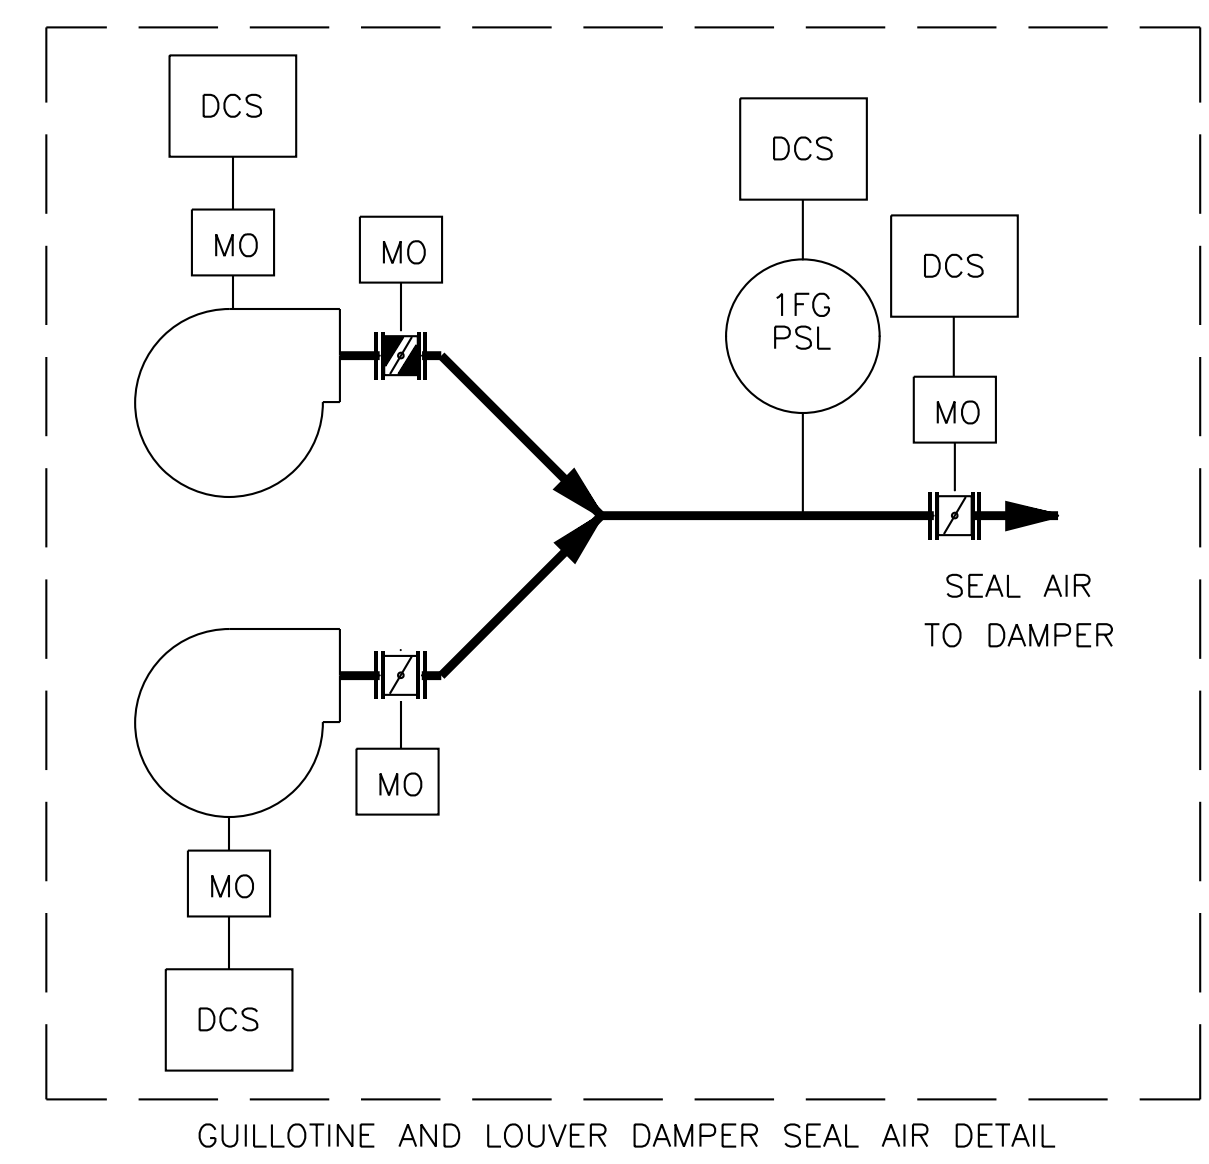 DCS
MO
MO
DCS
1FG
PSL
DCS
MO
SEAL AIR
TO DAMPER
MO
MO
DCS
GUILLOTINE AND LOUVER DAMPER SEAL AIR DETAIL